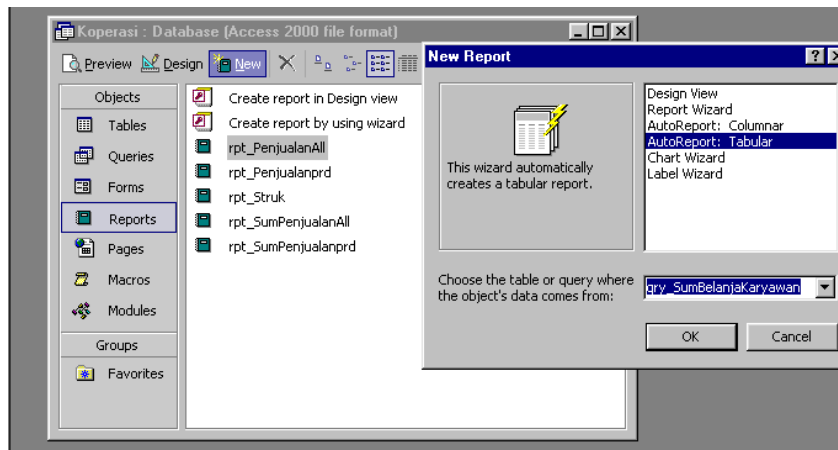 Koperasi : Database (Access 2000 file format)
Preview Design New
Objects
Tables
Queries
Forms
Reports
Pages
Macros
Modules
Groups
Favorites
Create report in Design view
Create report by using wizard
rpt_PenjualanAll
rpt_Penjualanprd
rpt_Struk
rpt_SumPenjualanAll
rpt_SumPenjualanprd
New Report
This wizard automatically
creates a tabular report.
Design View
Report Wizard
AutoReport: Columnar
AutoReport: Tabular
Chart Wizard
Label Wizard
Choose the table or query where
the object's data comes from:
qry_SumBelanjaKaryawan
OK Cancel